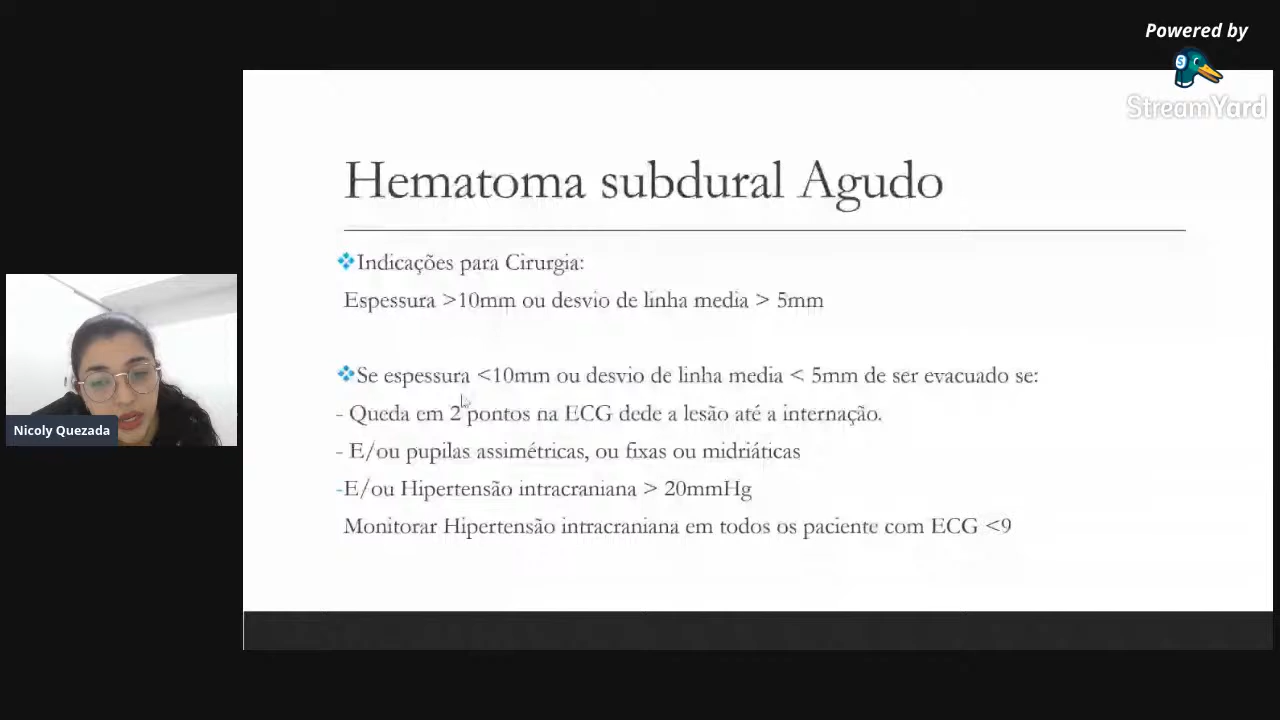 Powered by
StreamYard
Hematoma subdural Agudo
Indicações para Cirurgia:
Espessura >10mm ou desvio de linha media > 5mm
Se espessura <10mm ou desvio de linha media < 5mm de ser evacuado se:
- Queda em 2 pontos na ECG dede a lesão até a internação.
- E/ou pupilas assimétricas, ou fixas ou midriáticas
-E/ou Hipertensão intracraniana > 20mmHg
Monitorar Hipertensão intracraniana em todos os paciente com ECG <9
Nicoly Quezada